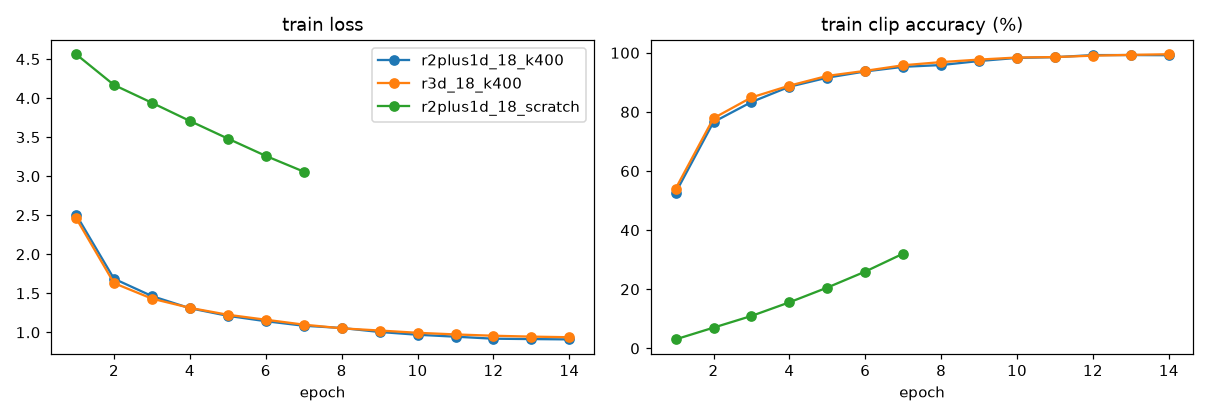 train loss
4.5
4.0
3.5
3.0
2.5
2.0
1.5
1.0
r2plus1d_18_k400
r3d_18_k400
r2plus1d_18_scratch
2 4 6 8 10 12 14
epoch
train clip accuracy (%)
100
80
60
40
20
0
2 4 6 8 10 12 14
epoch